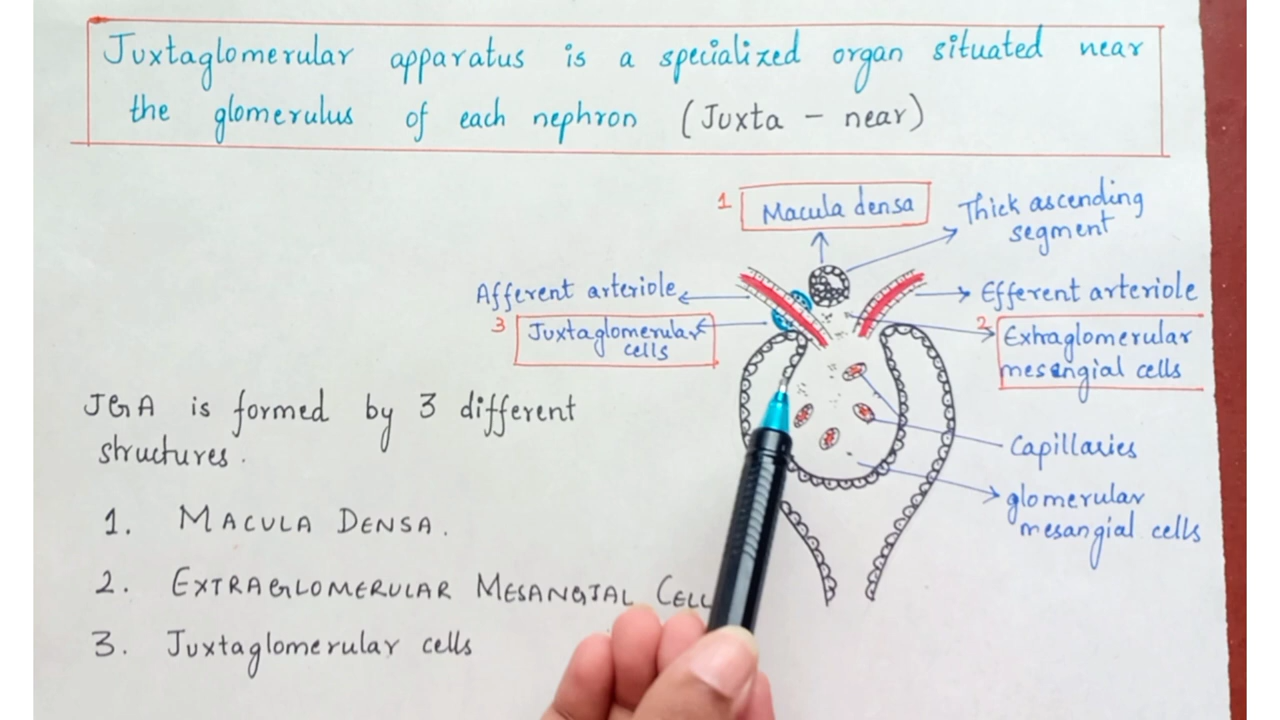 Juxtaglomerular apparatus is a specialized organ situated near
the glomerulus of each nephron (Juxta - near)
1 Macula densa
Thick ascending
segment
Afferent arteriole
Efferent arteriole
3 Juxtaglomerular
cells
2 Extraglomerular
mesangial cells
JGA is formed by 3 different
structures.
Capillaries
glomerular
mesangial cells
1. MACULA DENSA.
2. EXTRAGLOMERULAR MESANGIAL CELL
3. Juxtaglomerular cells